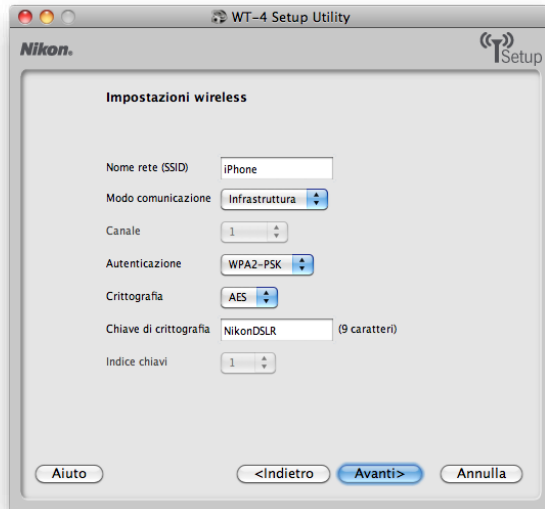 WT-4 Setup Utility
Nikon.
Setup
Impostazioni wireless
Nome rete (SSID) iPhone
Modo comunicazione Infrastruttura
Canale 1
Autenticazione WPA2-PSK
Crittografia AES
Chiave di crittografia NikonDSLR (9 caratteri)
Indice chiavi 1
Aiuto <Indietro Avanti> Annulla